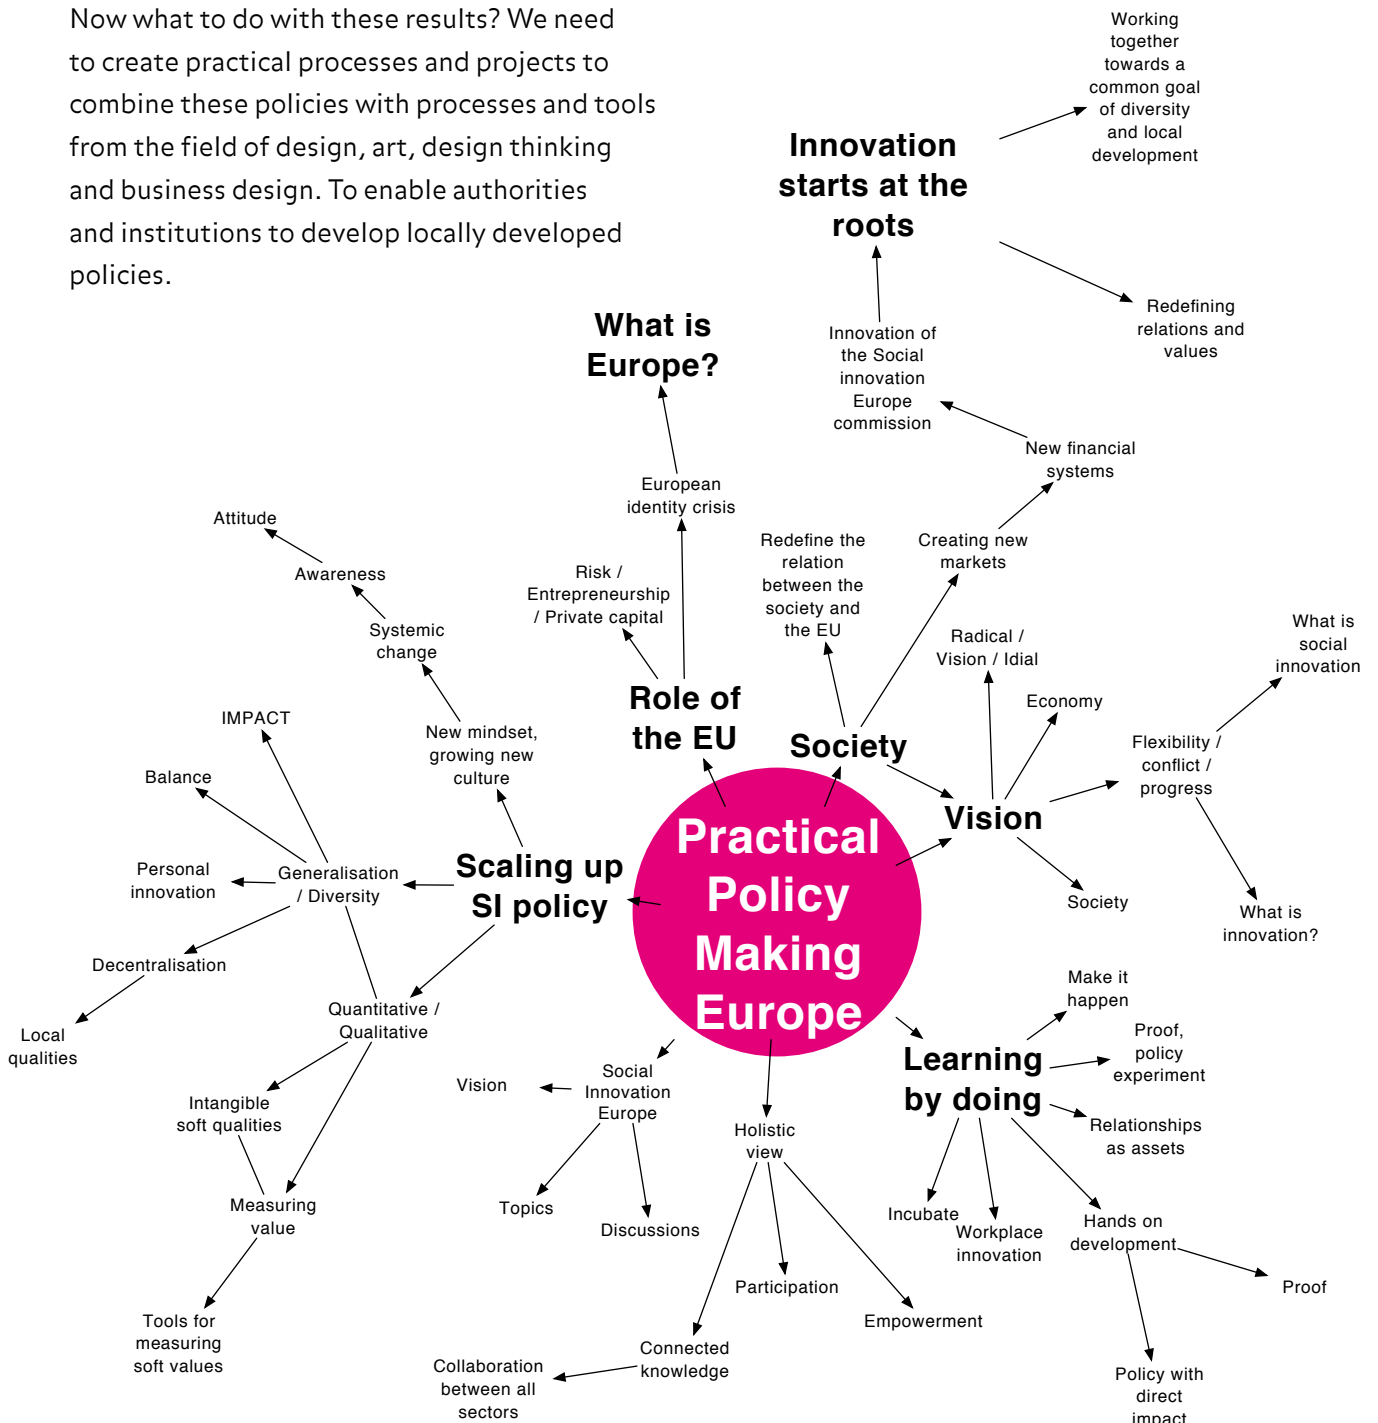 Now what to do with these results? We need
to create practical processes and projects to
combine these policies with processes and tools
from the field of design, art, design thinking
and business design. To enable authorities
and institutions to develop locally developed
policies.
Working
together
towards a
common goal
of diversity
and local
development
Innovation
starts at the
roots
Redefining
relations and
values
What is
Europe?
Innovation of
the Social
innovation
Europe
commission
New financial
systems
European
identity crisis
Attitude
Redefine the
relation
between the
society and
the EU
Creating new
markets
Awareness
Risk /
Entrepreneurship
/ Private capital
Systemic
change
Radical /
Vision / Idial
What is
social
innovation
Role of
the EU
Economy
IMPACT
New mindset,
growing new
culture
Society
Flexibility /
conflict /
progress
Balance
Vision
Practical
Policy
Making
Europe
Scaling up
SI policy
Personal
innovation
Generalisation
/ Diversity
Society
What is
innovation?
Decentralisation
Make it
happen
Quantitative /
Qualitative
Local
qualities
Proof,
policy
experiment
Learning
by doing
Vision
Social
Innovation
Europe
Intangible
soft qualities
Holistic
view
Relationships
as assets
Measuring
value
Topics
Discussions
Incubate
Workplace
innovation
Hands on
development
Participation
Proof
Empowerment
Tools for
measuring
soft values
Connected
knowledge
Collaboration
between all
sectors
Policy with
direct
impact